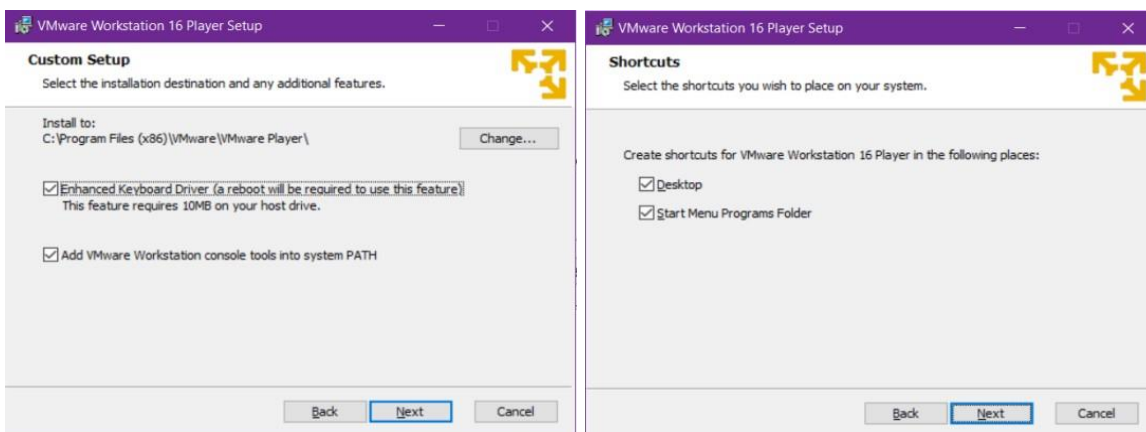 VMware Workstation 16 Player Setup
Custom Setup
Select the installation destination and any additional features.
Install to:
C:\Program Files (x86)\VMware\VMware Player\
Change...
Enhanced Keyboard Driver (a reboot will be required to use this feature)
This feature requires 10MB on your host drive.
Add VMware Workstation console tools into system PATH
Back
Next
Cancel
VMware Workstation 16 Player Setup
Shortcuts
Select the shortcuts you wish to place on your system.
Create shortcuts for VMware Workstation 16 Player in the following places:
Desktop
Start Menu Programs Folder
Back
Next
Cancel